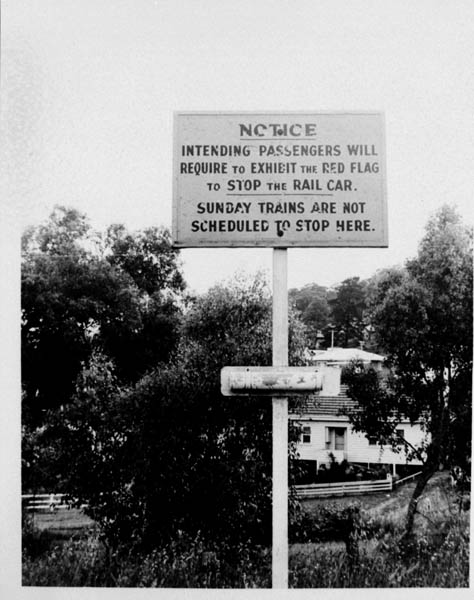 NOTICE
INTENDING PASSENGERS WILL
REQUIRE TO EXHIBIT THE RED FLAG
TO STOP THE RAIL CAR.
SUNDAY TRAINS ARE NOT
SCHEDULED TO STOP HERE.